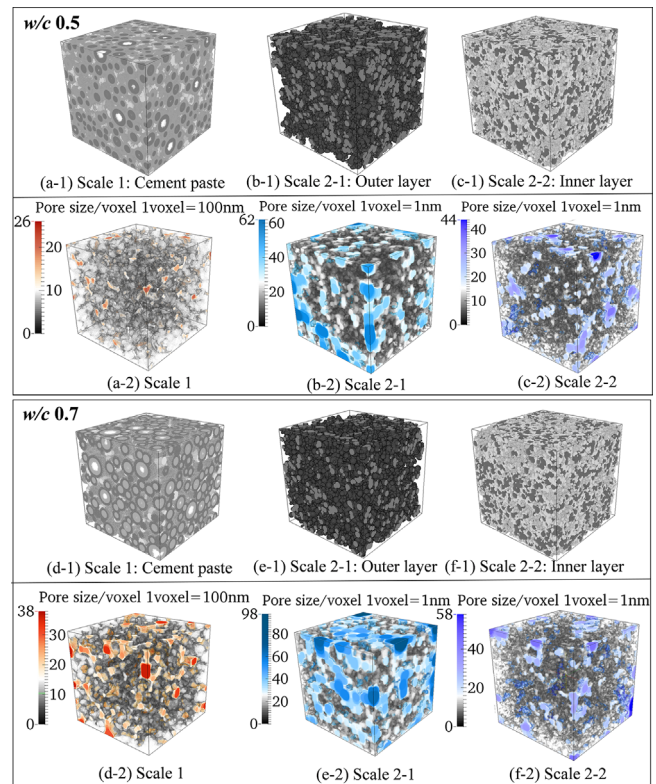 w/c 0.5
(a-1) Scale 1: Cement paste
(b-1) Scale 2-1: Outer layer
(c-1) Scale 2-2: Inner layer
Pore size/voxel 1voxel=100nm
Pore size/voxel 1voxel=1nm
Pore size/voxel 1voxel=1nm
26
20
10
0
62
60
40
20
0
44
40
30
20
10
0
(a-2) Scale 1
(b-2) Scale 2-1
(c-2) Scale 2-2
w/c 0.7
(d-1) Scale 1: Cement paste
(e-1) Scale 2-1: Outer layer
(f-1) Scale 2-2: Inner layer
Pore size/voxel 1voxel=100nm
Pore size/voxel 1voxel=1nm
Pore size/voxel 1voxel=1nm
38
30
20
10
0
98
80
60
40
20
0
58
40
20
0
(d-2) Scale 1
(e-2) Scale 2-1
(f-2) Scale 2-2